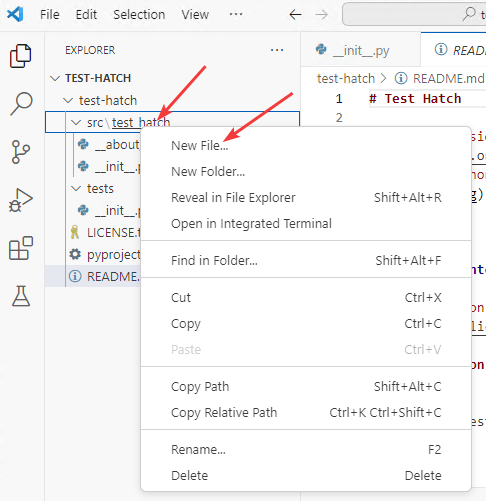 File Edit Selection ···
EXPLORER ···
TEST-HATCH
test-hatch
src\test_hatch
__about
__init__.p
tests
__init__.p
LICENSE.t
pyproject
README.
__init__.py
README
test-hatch > README.md
1 # Test Hatch
2
New File...
New Folder...
Reveal in File Explorer Shift+Alt+R
Open in Integrated Terminal
Find in Folder... Shift+Alt+F
Cut Ctrl+X
Copy Ctrl+C
Paste Ctrl+V
Copy Path Shift+Alt+C
Copy Relative Path Ctrl+K Ctrl+Shift+C
Rename... F2
Delete Delete